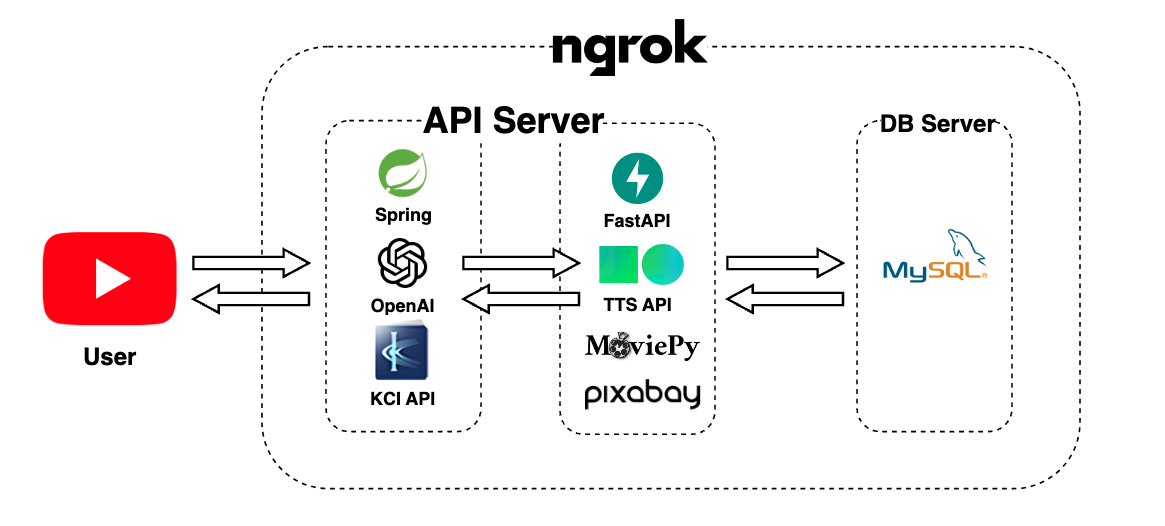 ngrok
API Server
DB Server
Spring
OpenAI
KCI API
FastAPI
TTS API
MoviePy
pixabay
MySQL®
User